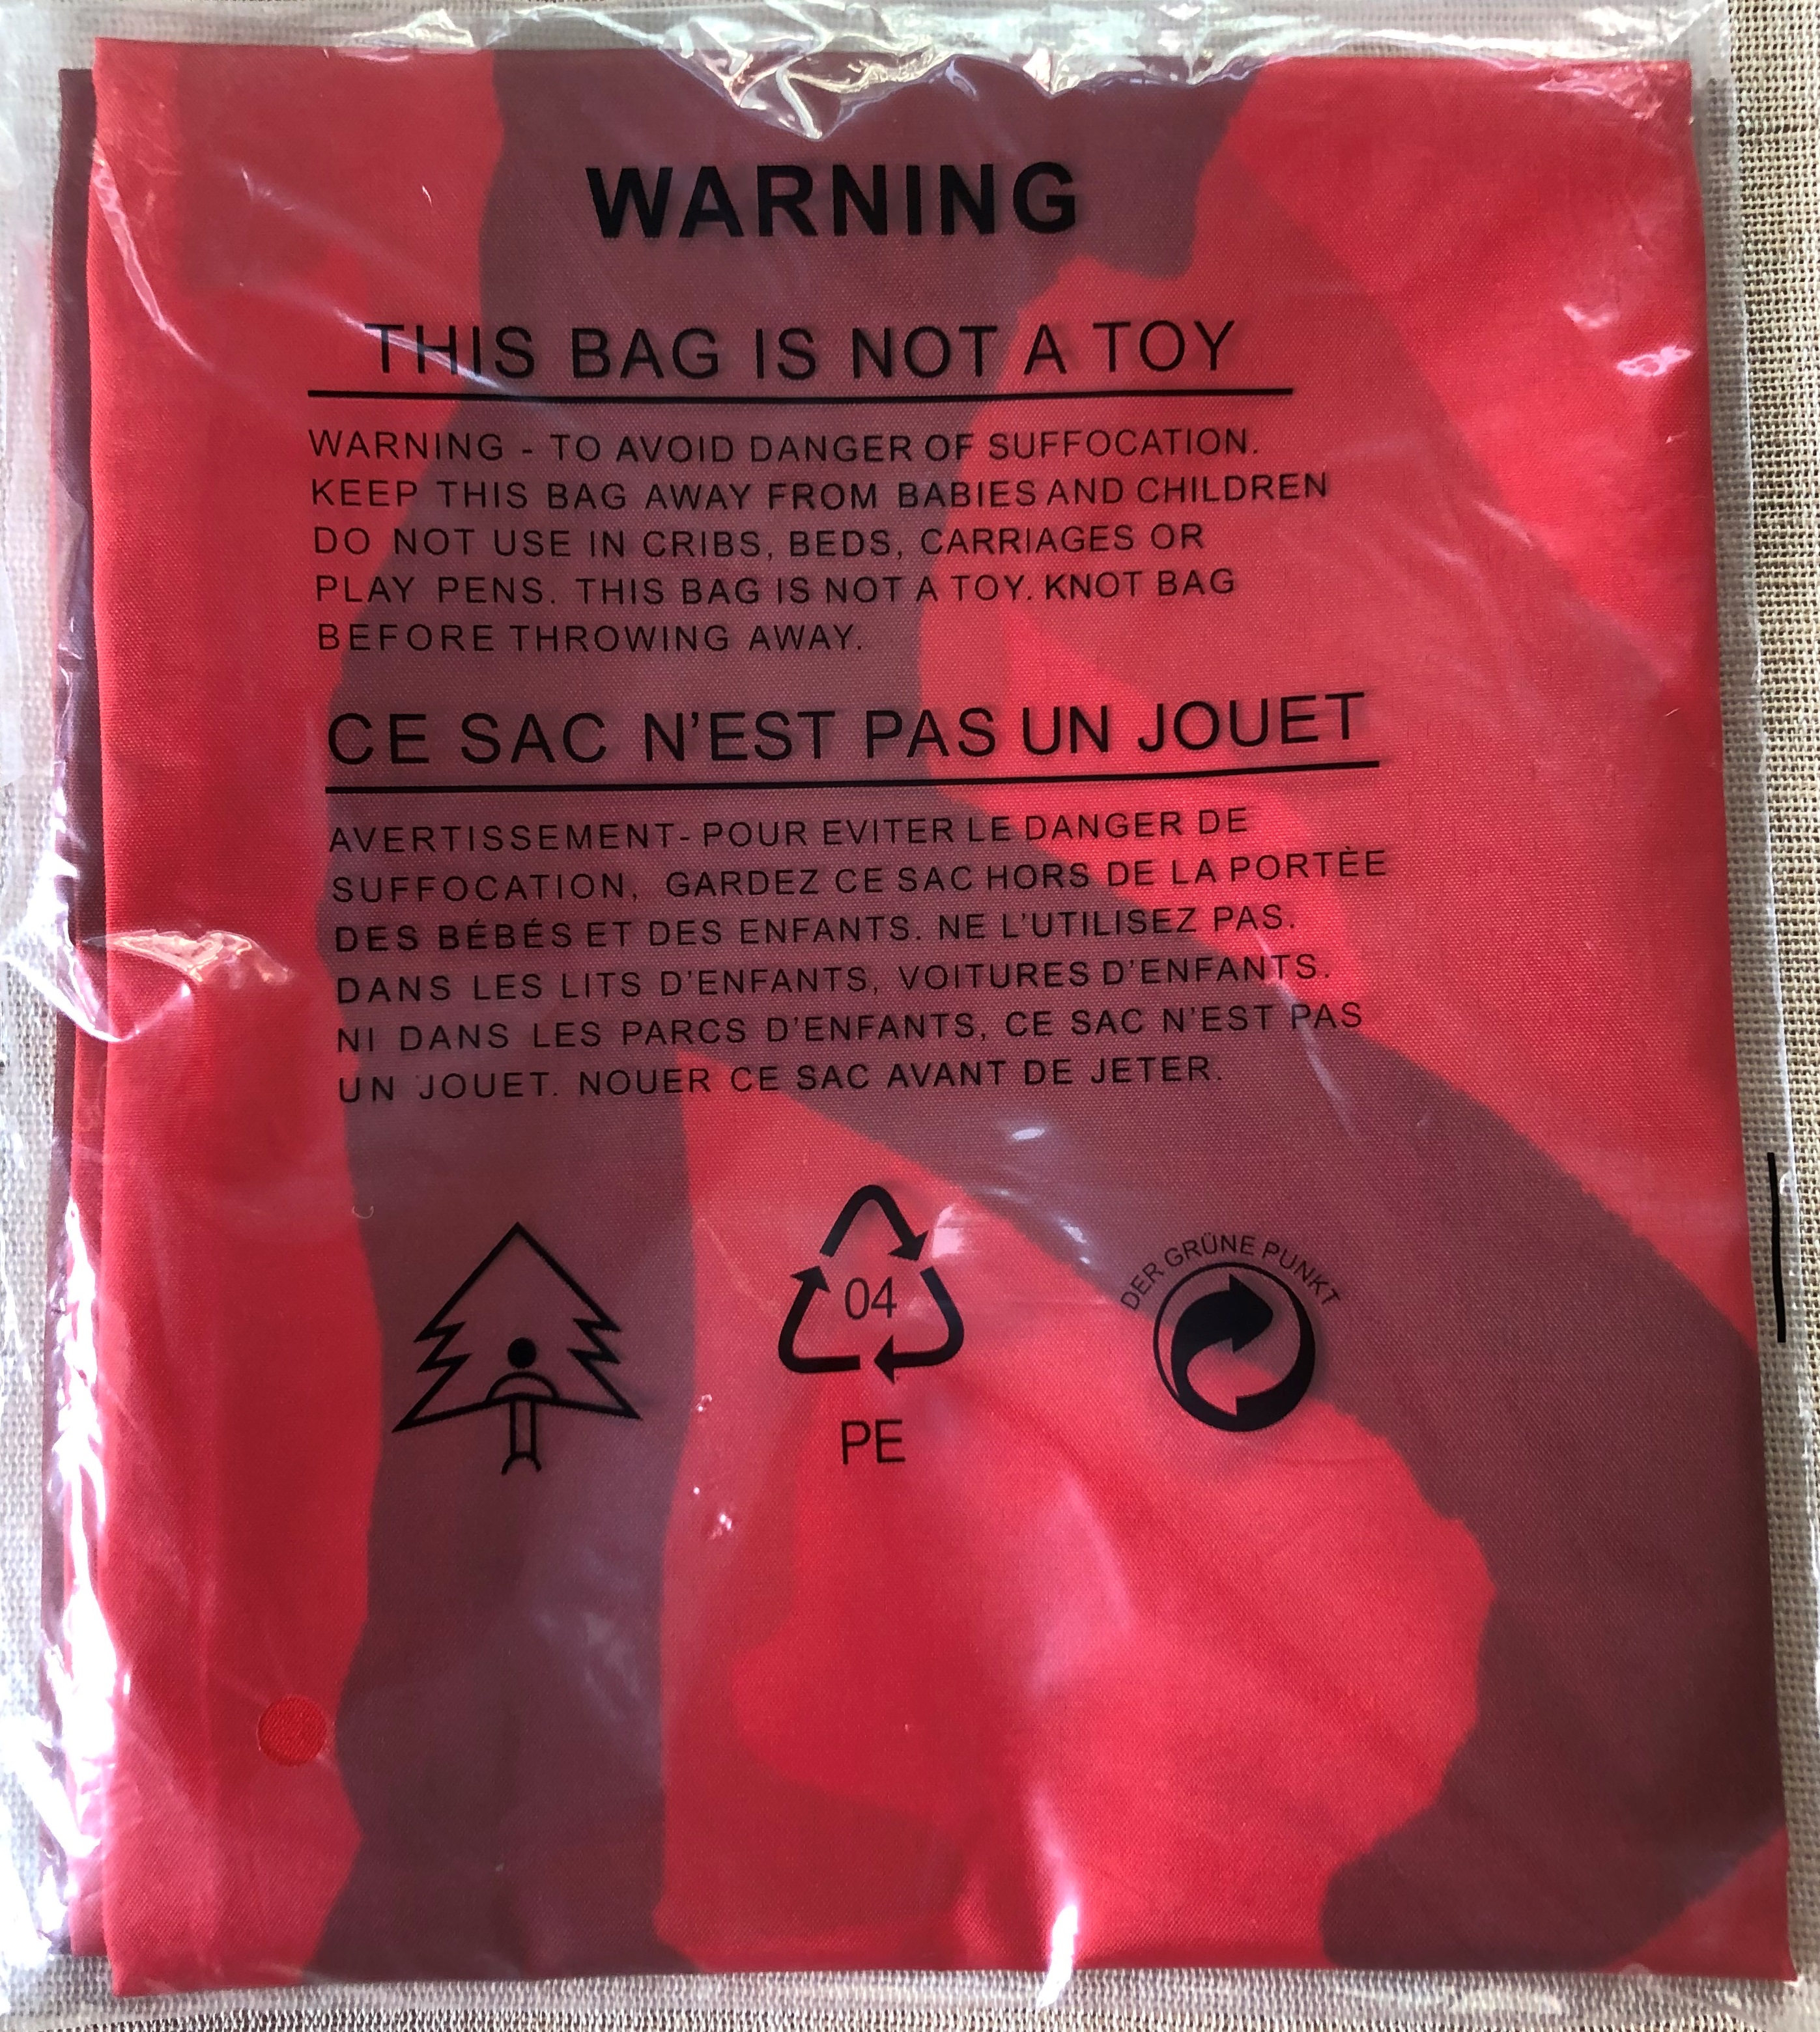 WARNING
THIS BAG IS NOT A TOY
WARNING - TO AVOID DANGER OF SUFFOCATION.
KEEP THIS BAG AWAY FROM BABIES AND CHILDREN
DO NOT USE IN CRIBS, BEDS, CARRIAGES OR
PLAY PENS. THIS BAG IS NOT A TOY. KNOT BAG
BEFORE THROWING AWAY.
CE SAC N'EST PAS UN JOUET
AVERTISSEMENT- POUR EVITER LE DANGER DE
SUFFOCATION, GARDEZ CE SAC HORS DE LA PORTÈE
DES BÉBÉS ET DES ENFANTS. NE L'UTILISEZ PAS.
DANS LES LITS D'ENFANTS, VOITURES D'ENFANTS.
NI DANS LES PARCS D'ENFANTS, CE SAC N'EST PAS
UN JOUET. NOUER CE SAC AVANT DE JETER.
04
PE
DER GRÜNE PUNKT